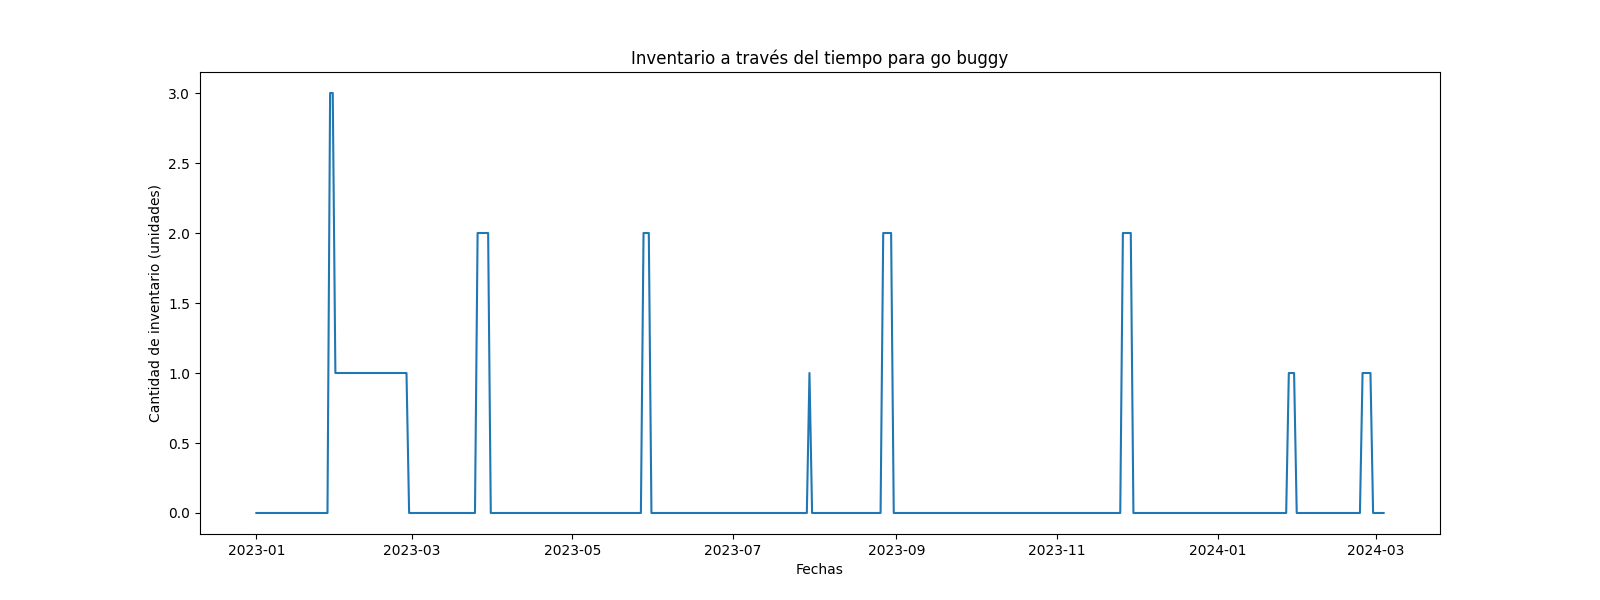 Inventario a través del tiempo para go buggy
Cantidad de inventario (unidades)
3.0
2.5
2.0
1.5
1.0
0.5
0.0
2023-01 2023-03 2023-05 2023-07 2023-09 2023-11 2024-01 2024-03
Fechas